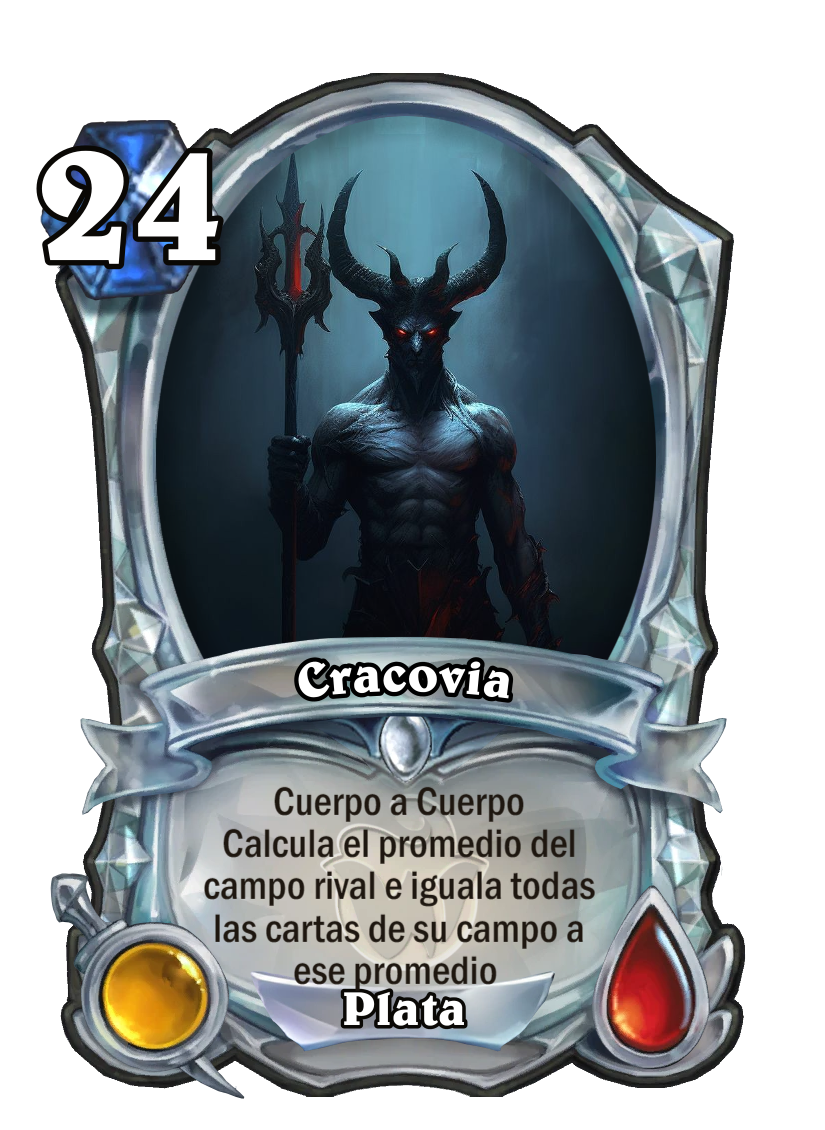 24
Cracovia
Cuerpo a Cuerpo
Calcula el promedio del
campo rival e iguala todas
las cartas de su campo a
ese promedio
Plata